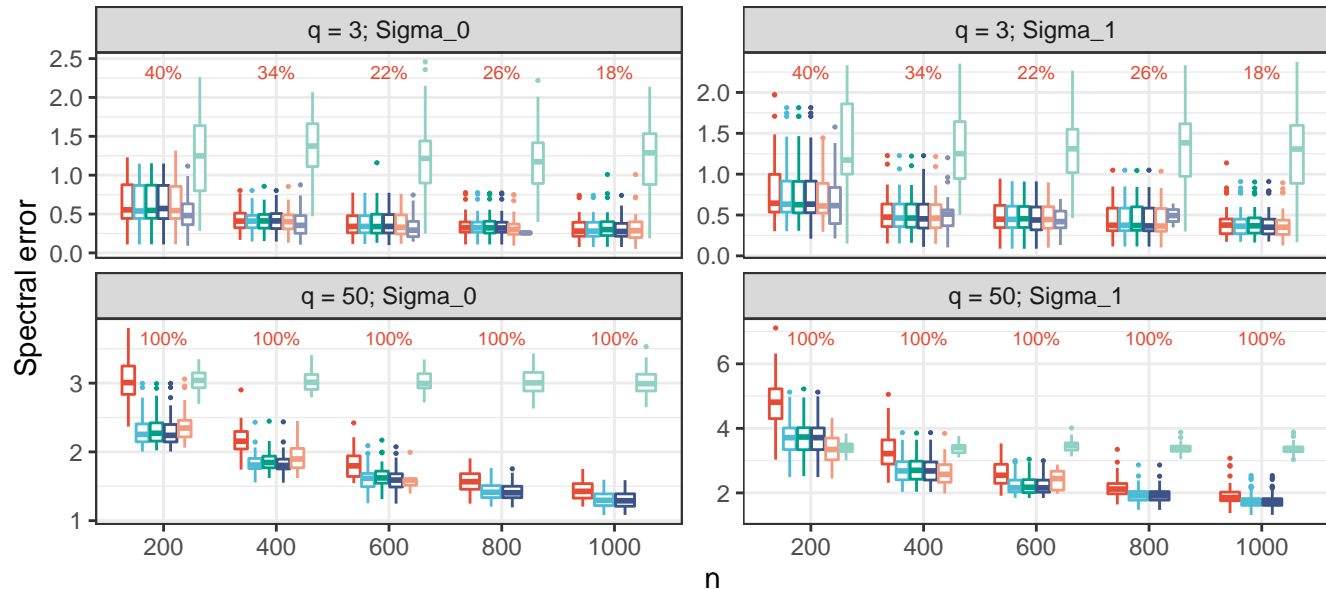 q = 3; Sigma_0
q = 3; Sigma_1
40% 34% 22% 26% 18%
40% 34% 22% 26% 18%
2.5
2.0
1.5
1.0
0.5
0.0
2.0
1.5
1.0
0.5
0.0
Spectral error
q = 50; Sigma_0
q = 50; Sigma_1
100% 100% 100% 100% 100%
100% 100% 100% 100% 100%
3
2
1
6
4
2
200 400 600 800 1000
200 400 600 800 1000
n